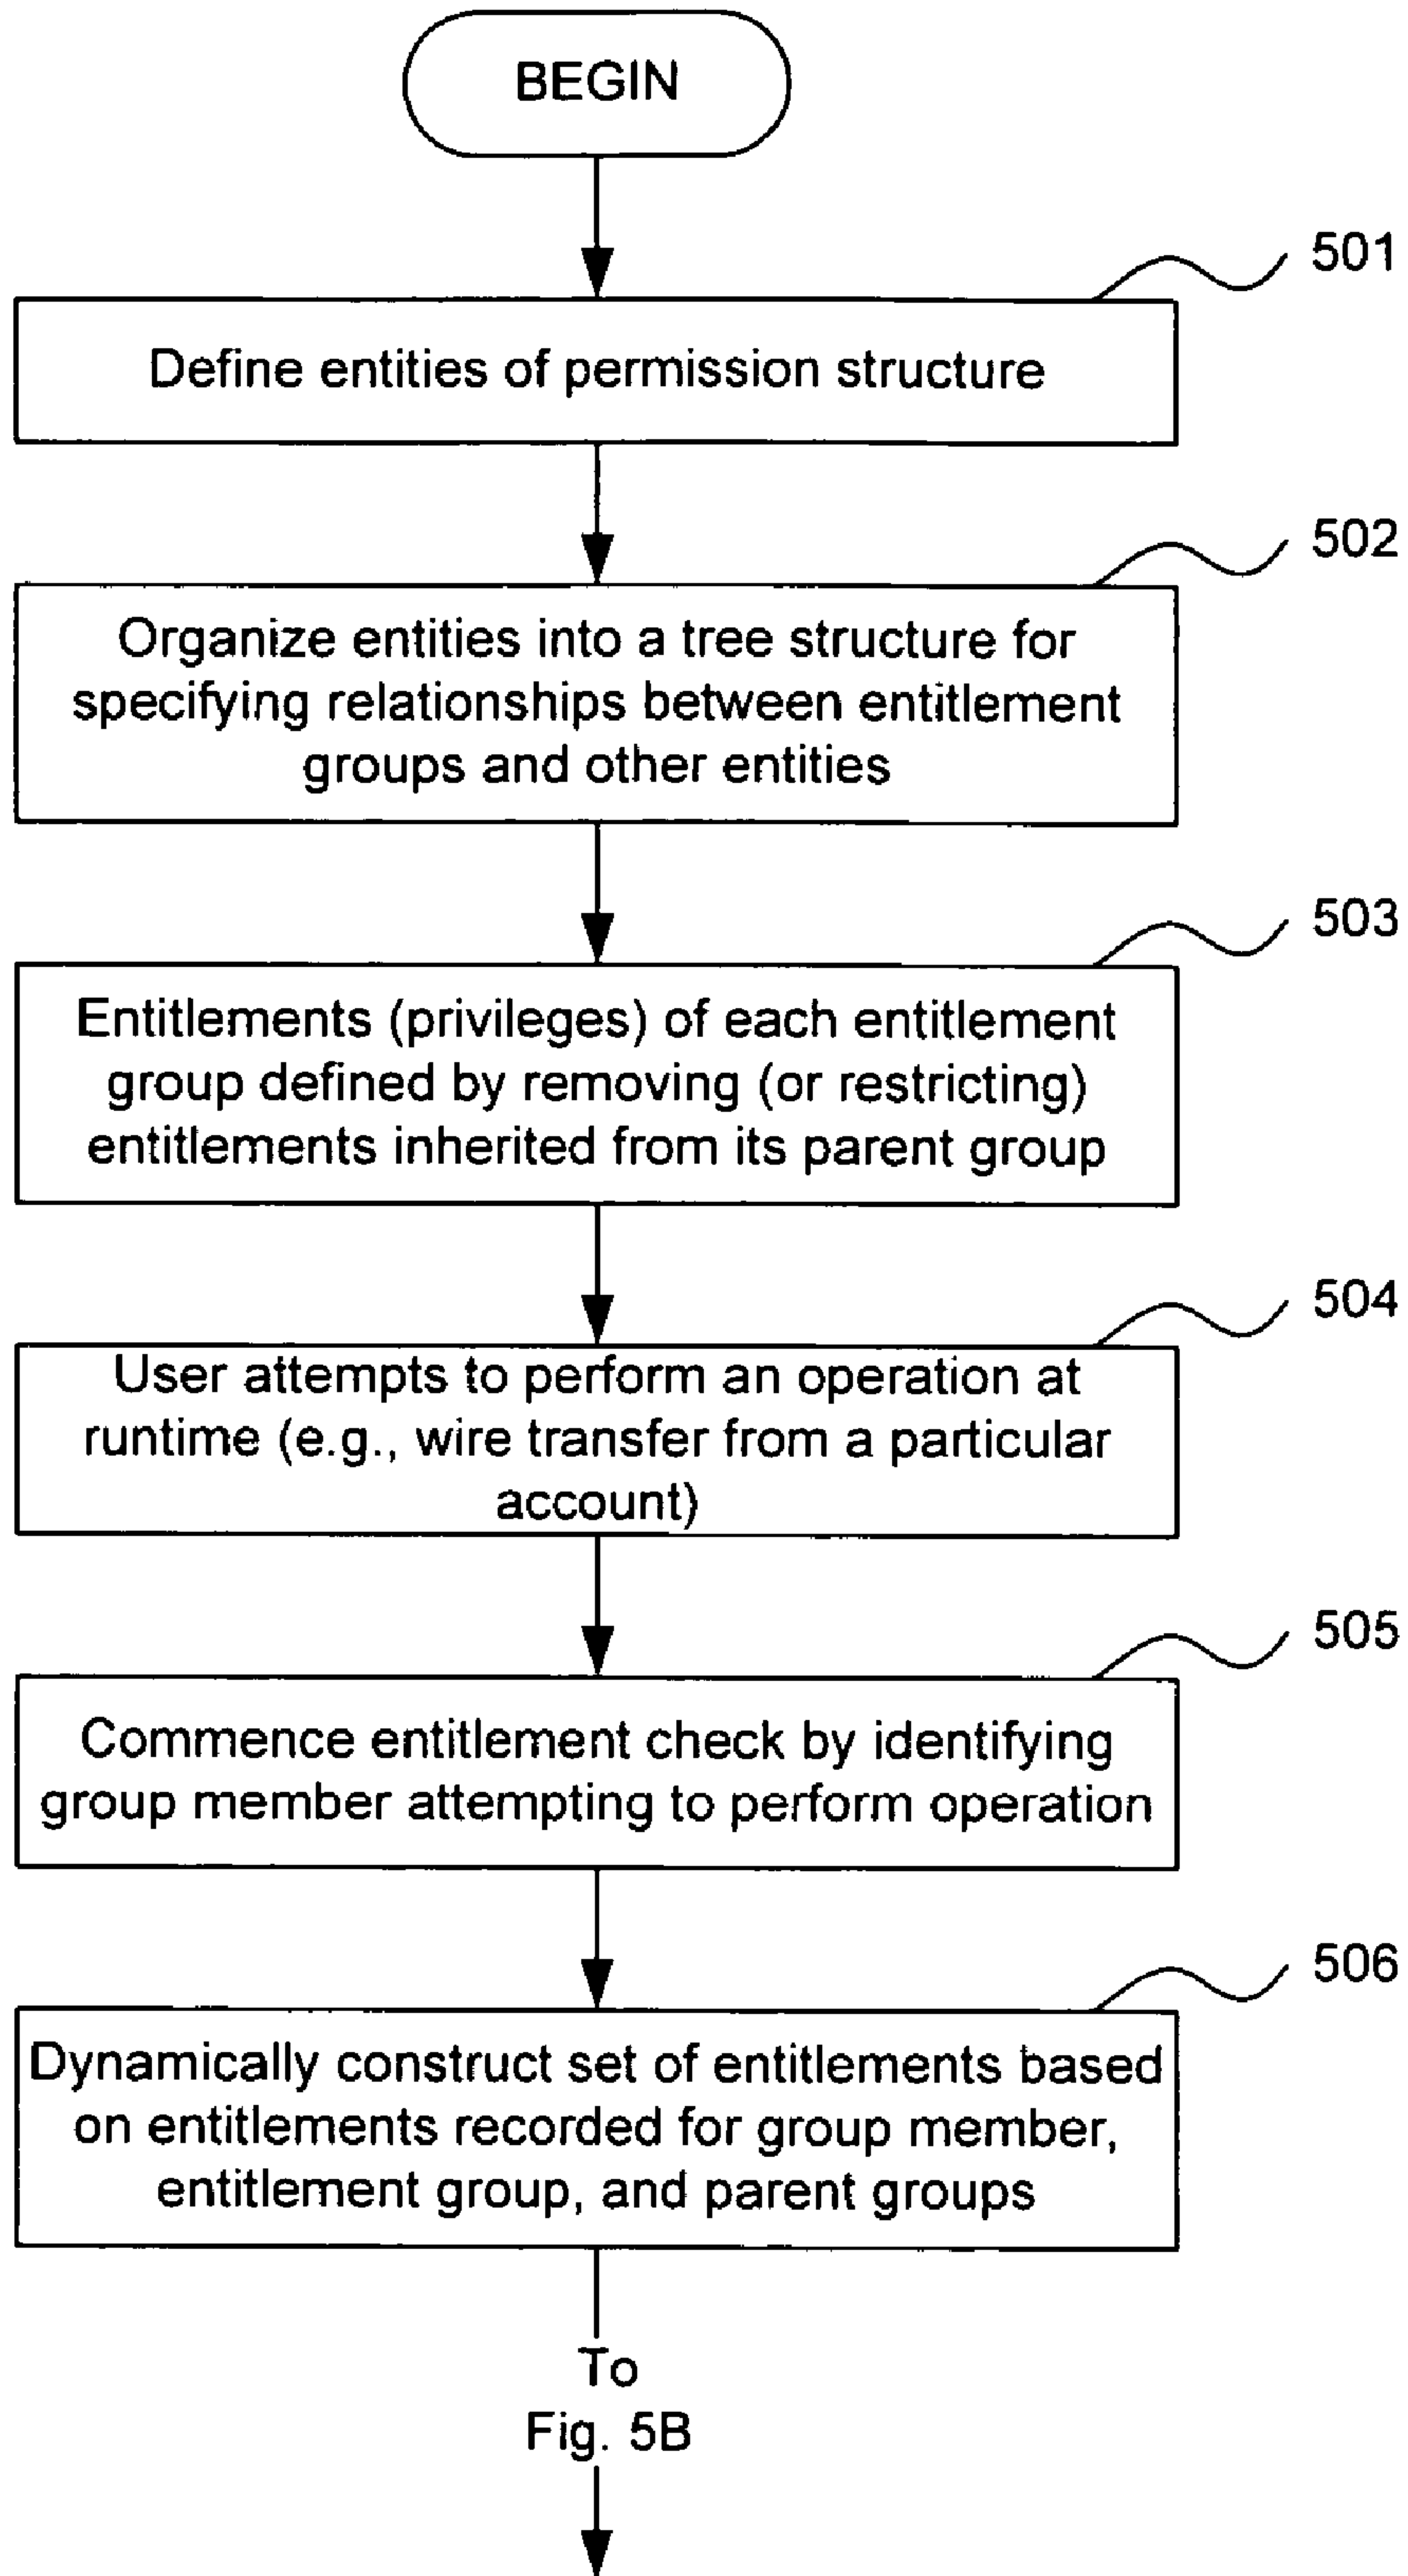 BEGIN
501
Define entities of permission structure
502
Organize entities into a tree structure for
specifying relationships between entitlement
groups and other entities
503
Entitlements (privileges) of each entitlement
group defined by removing (or restricting)
entitlements inherited from its parent group
504
User attempts to perform an operation at
runtime (e.g., wire transfer from a particular
account)
505
Commence entitlement check by identifying
group member attempting to perform operation
506
Dynamically construct set of entitlements based
on entitlements recorded for group member,
entitlement group, and parent groups
To
Fig. 5B